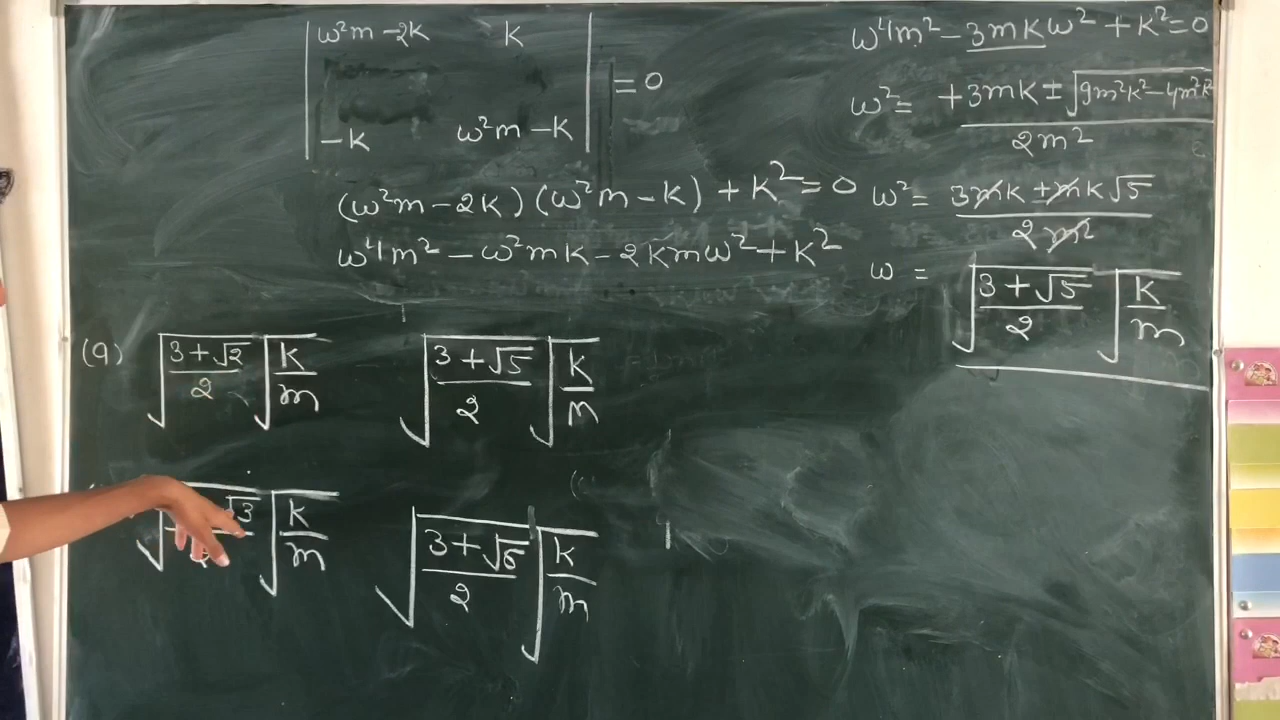 ω²m - 2k k
= 0
-k ω²m - k
(ω²m - 2k)(ω²m - k) + k² = 0
ω⁴m² - ω²mk - 2kmω² + k²
ω⁴m² - 3mkω² + k² = 0
ω² = +3mk ± √9m²k² - 4m²k²
2m²
ω² = 3mk ± mk√5
2m²
ω = √(3+√5)/2 √k/m
(a) √(3+√2)/2 √k/m √(3+√5)/2 √k/m
√3 / 2 √k/m √(3+√6)/2 √k/m